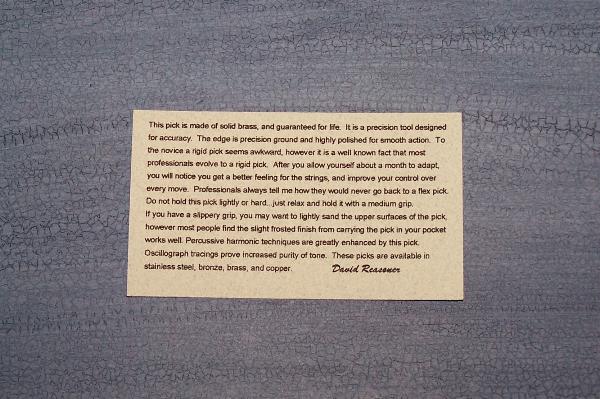 This pick is made of solid brass, and guaranteed for life. It is a precision tool designed
for accuracy. The edge is precision ground and highly polished for smooth action. To
the novice a rigid pick seems awkward, however it is a well known fact that most
professionals evolve to a rigid pick. After you allow yourself about a month to adapt,
you will notice you get a better feeling for the strings, and improve your control over
every move. Professionals always tell me how they would never go back to a flex pick.
Do not hold this pick lightly or hard...just relax and hold it with a medium grip.
If you have a slippery grip, you may want to lightly sand the upper surfaces of the pick,
however most people find the slight frosted finish from carrying the pick in your pocket
works well. Percussive harmonic techniques are greatly enhanced by this pick.
Oscillograph tracings prove increased purity of tone. These picks are available in
stainless steel, bronze, brass, and copper. David Reasoner